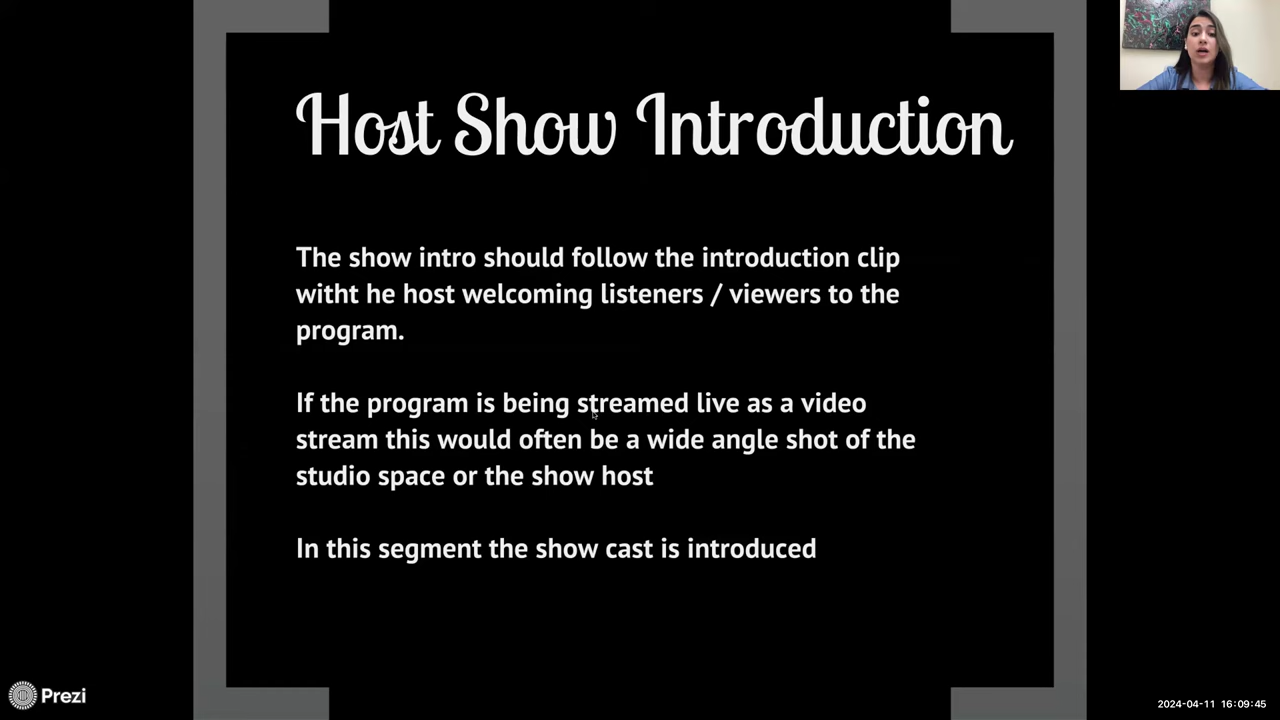 Host Show Introduction
The show intro should follow the introduction clip
witht he host welcoming listeners / viewers to the
program.
If the program is being streamed live as a video
stream this would often be a wide angle shot of the
studio space or the show host
In this segment the show cast is introduced
Prezi
2024-04-11 16:09:45